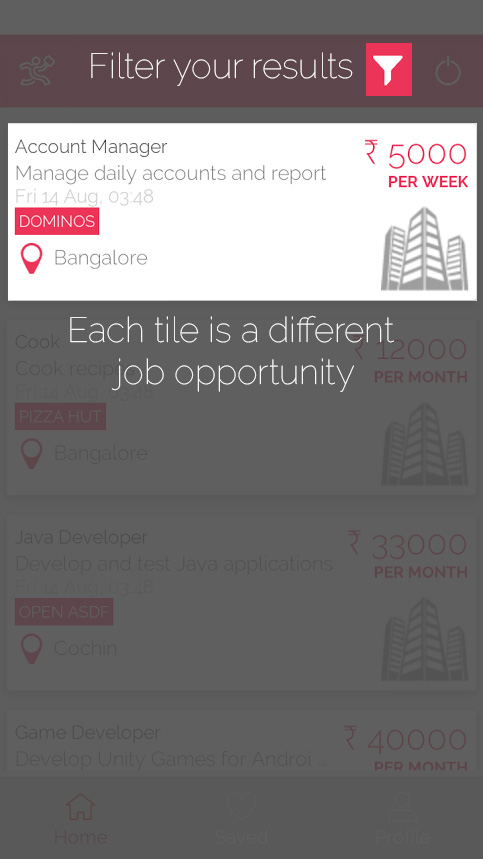 Filter your results
Account Manager
₹ 5000
Manage daily accounts and report
PER WEEK
Fri 14 Aug, 03:48
DOMINOS
Bangalore
Each tile is a different
job opportunity
Cook
₹ 12000
Cook recipes
PER MONTH
Fri 14 Aug, 03:48
PIZZA HUT
Bangalore
Java Developer
₹ 33000
Develop and test Java applications
PER MONTH
Fri 14 Aug, 03:48
OPEN ASDF
Cochin
Game Developer
₹ 40000
Develop Unity Games for Androi ...
PER MONTH
Home
Saved
Profile